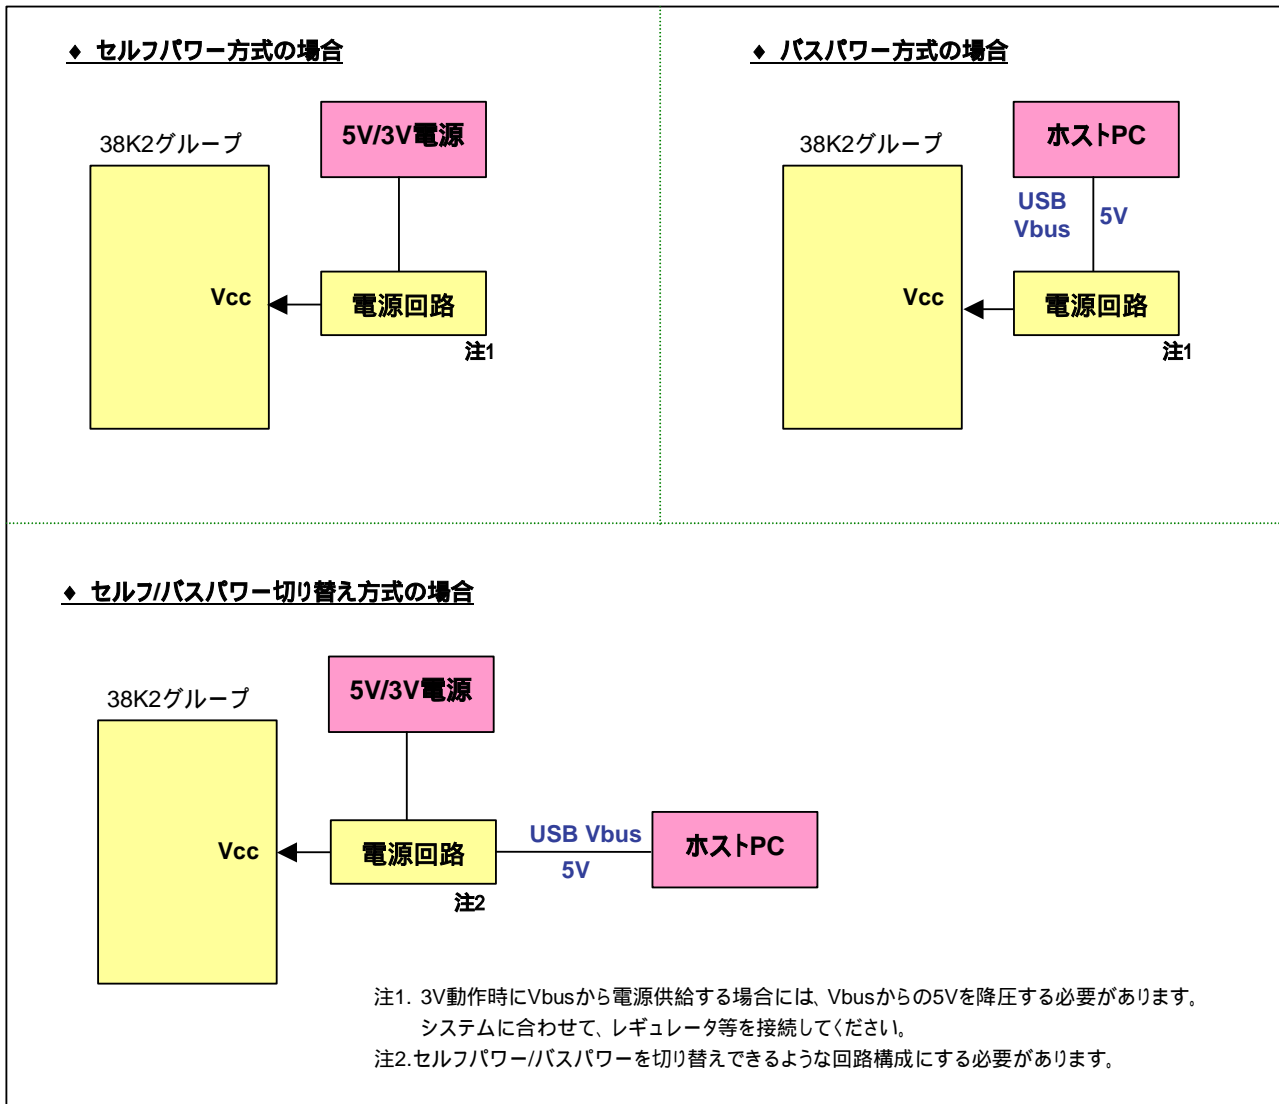 ♦ セルフパワー方式の場合
38K2グループ
5V/3V電源
Vcc
電源回路
注1
♦ バスパワー方式の場合
38K2グループ
ホストPC
USB
Vbus
5V
Vcc
電源回路
注1
♦ セルフ/バスパワー切り替え方式の場合
38K2グループ
5V/3V電源
Vcc
電源回路
注2
USB Vbus
5V
ホストPC
注1. 3V動作時にVbusから電源供給する場合には、Vbusからの5Vを降圧する必要があります。
システムに合わせて、レギュレータ等を接続してください。
注2.セルフパワー/バスパワーを切り替えできるような回路構成にする必要があります。